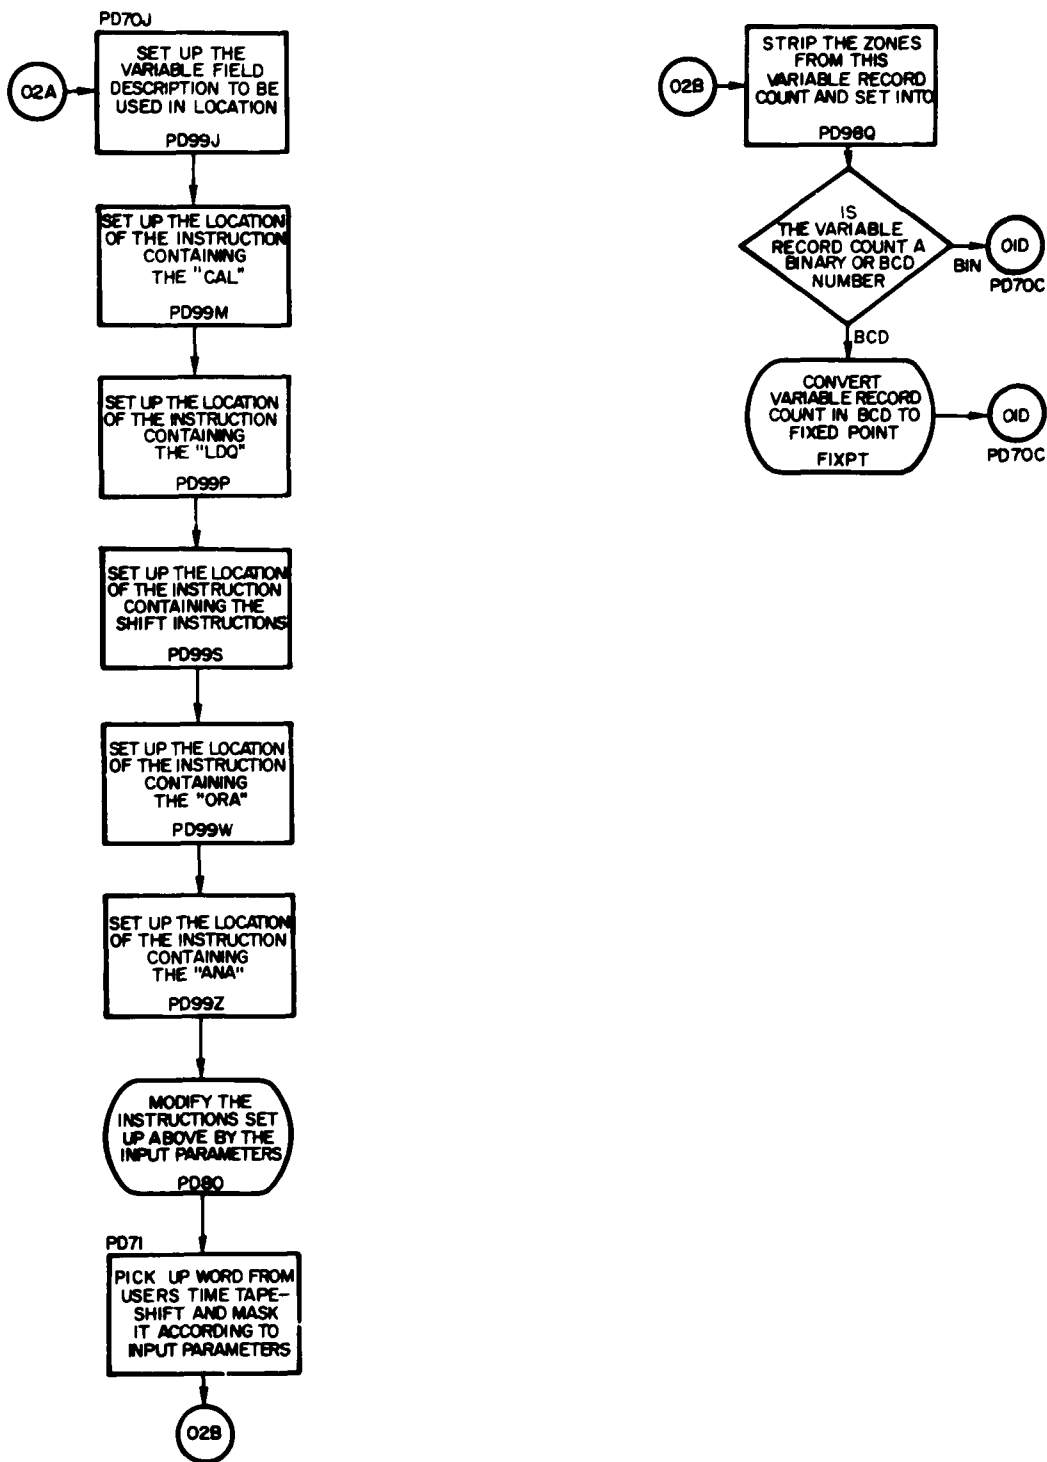 PD70J
02A
SET UP THE
VARIABLE FIELD
DESCRIPTION TO BE
USED IN LOCATION
PD99J
SET UP THE LOCATION
OF THE INSTRUCTION
CONTAINING
THE "CAL"
PD99M
SET UP THE LOCATION
OF THE INSTRUCTION
CONTAINING
THE "LDQ"
PD99P
SET UP THE LOCATION
OF THE INSTRUCTION
CONTAINING THE
SHIFT INSTRUCTIONS
PD99S
SET UP THE LOCATION
OF THE INSTRUCTION
CONTAINING
THE "ORA"
PD99W
SET UP THE LOCATION
OF THE INSTRUCTION
CONTAINING
THE "ANA"
PD99Z
MODIFY THE
INSTRUCTIONS SET
UP ABOVE BY THE
INPUT PARAMETERS
PD80
PD71
PICK UP WORD FROM
USERS TIME TAPE-
SHIFT AND MASK
IT ACCORDING TO
INPUT PARAMETERS
02B
02B
STRIP THE ZONES
FROM THIS
VARIABLE RECORD
COUNT AND SET INTO
PD98Q
IS
THE VARIABLE
RECORD COUNT A
BINARY OR BCD
NUMBER
BIN
01D
PD70C
BCD
CONVERT
VARIABLE RECORD
COUNT IN BCD TO
FIXED POINT
FIXPT
01D
PD70C